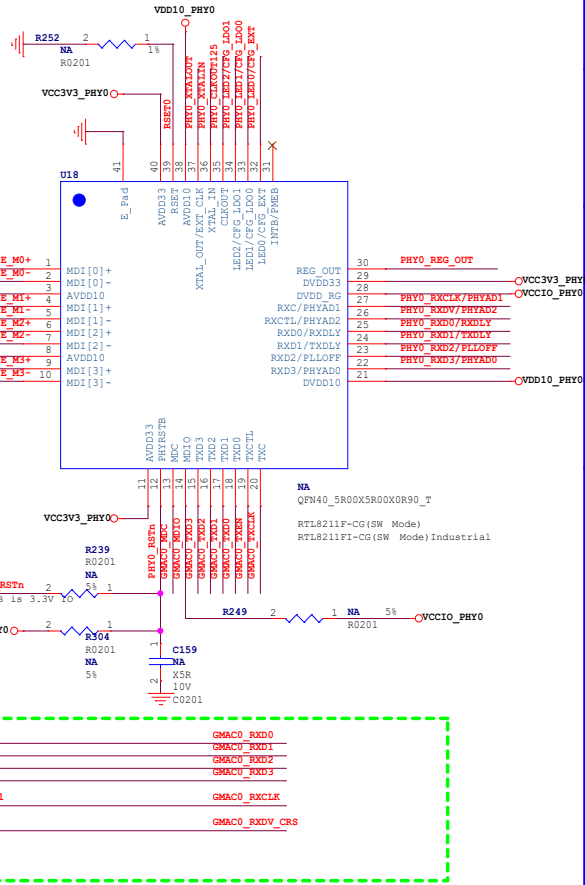 VDD10_PHY0
R252 2 1
NA 1%
R0201
VCC3V3_PHY0
RSET0
PHY0_XTALOUT
PHY0_XTALIN
PHY0_CLKOUT125
PHY0_LED2/CFG_LDO1
PHY0_LED1/CFG_LDO0
PHY0_LED0/CFG_EXT
41 40 39 38 37 36 35 34 33 32 31
U18
E_Pad
AVDD33
RSET
AVDD10
XTAL_OUT/EXT_CLK
XTAL_IN
CLKOUT
LED2/CFG_LDO1
LED1/CFG_LDO0
LED0/CFG_EXT
INTB/PMEB
E_M0+ 1 MDI[0]+
E_M0- 2 MDI[0]-
3 AVDD10
E_M1+ 4 MDI[1]+
E_M1- 5 MDI[1]-
E_M2+ 6 MDI[2]+
E_M2- 7 MDI[2]-
8 AVDD10
E_M3+ 9 MDI[3]+
E_M3- 10 MDI[3]-
REG_OUT 30 PHY0_REG_OUT
DVDD33 29 VCC3V3_PHY
DVDD_RG 28 VCCIO_PHY0
RXC/PHYAD1 27 PHY0_RXCLK/PHYAD1
RXCTL/PHYAD2 26 PHY0_RXDV/PHYAD2
RXD0/RXDLY 25 PHY0_RXD0/RXDLY
RXD1/TXDLY 24 PHY0_RXD1/TXDLY
RXD2/PLLOFF 23 PHY0_RXD2/PLLOFF
RXD3/PHYAD0 22 PHY0_RXD3/PHYAD0
DVDD10 21 VDD10_PHY0
AVDD33
PHYRSTB
MDC
MDIO
TXD3
TXD2
TXD1
TXD0
TXCTL
TXC
11 12 13 14 15 16 17 18 19 20
NA
QFN40_5R00X5R00X0R90_T
RTL8211F-CG(SW Mode)
RTL8211FI-CG(SW Mode)Industrial
VCC3V3_PHY0
PHY0_RSTn
GMAC0_MDC
GMAC0_MDIO
GMAC0_TXD3
GMAC0_TXD2
GMAC0_TXD1
GMAC0_TXD0
GMAC0_TXEN
GMAC0_TXCLK
R239
R0201
NA
RSTn 2 5% 1
is 3.3V IO
R249 2 1 NA 5%
R0201
VCCIO_PHY0
Y0 2 1
R304
R0201
NA
5%
1
C159
NA
X5R
2 10V
C0201
GMAC0_RXD0
GMAC0_RXD1
GMAC0_RXD2
GMAC0_RXD3
1 GMAC0_RXCLK
GMAC0_RXDV_CRS